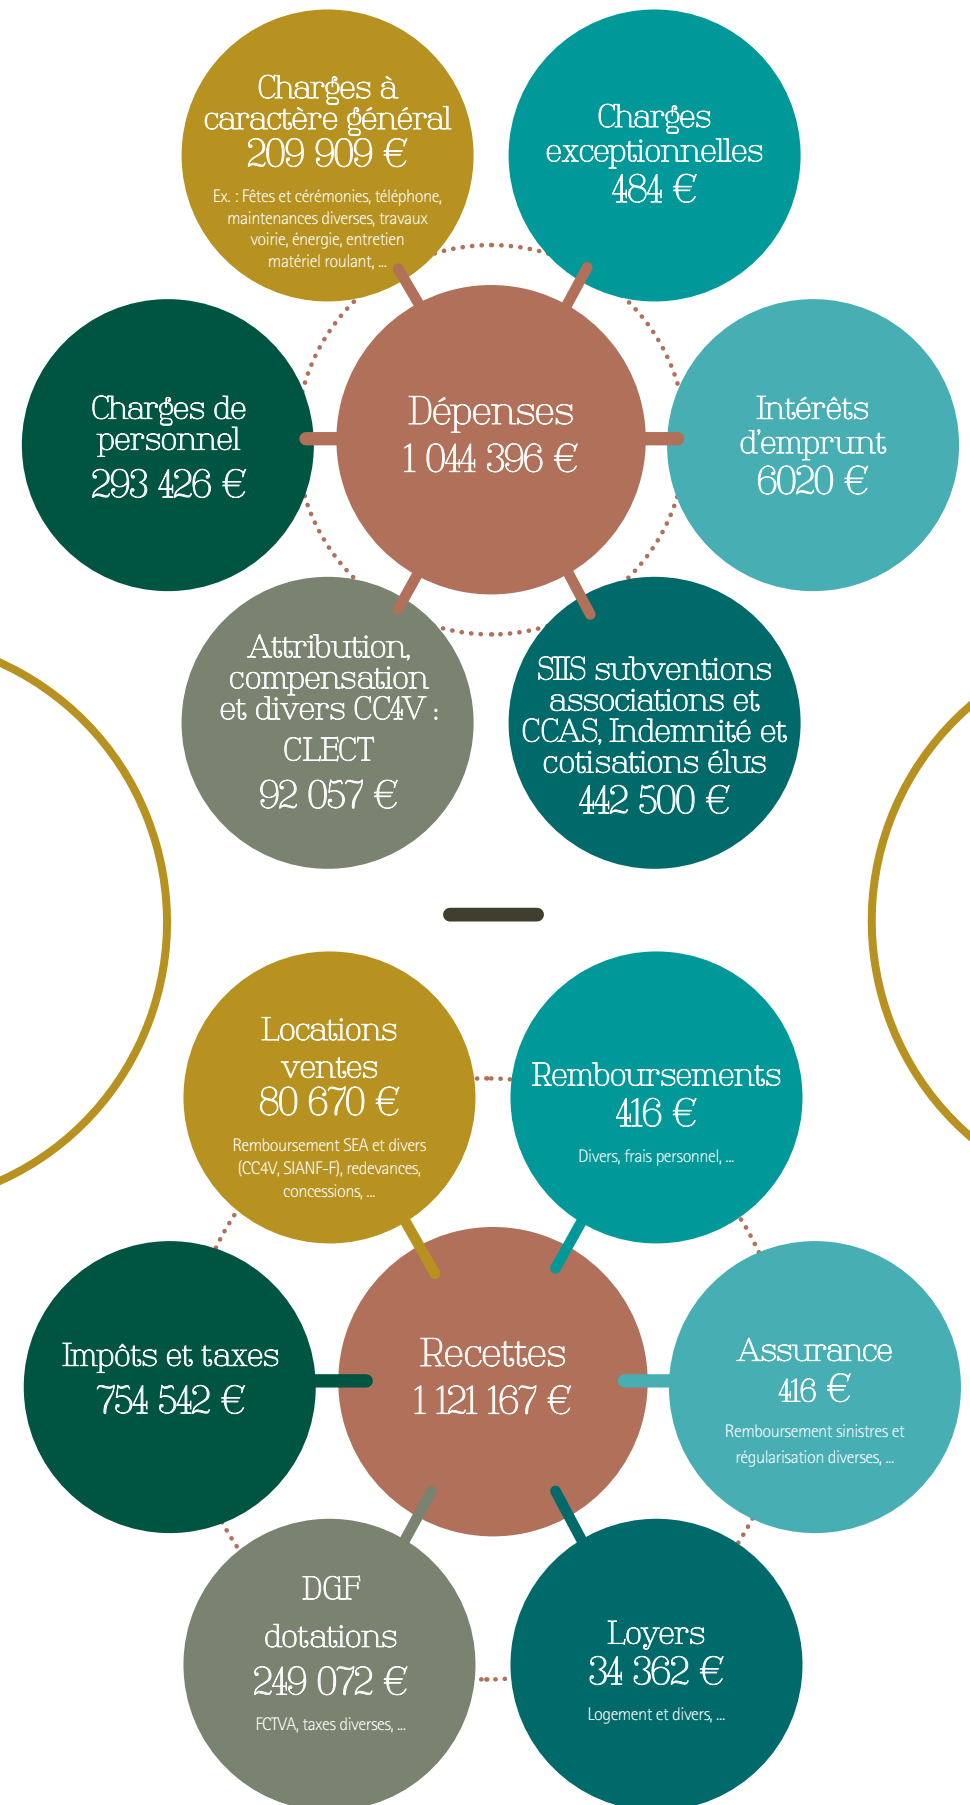 Charges à
caractère général
209 909 €
Ex. : Fêtes et cérémonies, téléphone,
maintenances diverses, travaux
voirie, énergie, entretien
matériel roulant, ...
Charges
exceptionnelles
484 €
Charges de
personnel
293 426 €
Dépenses
1 044 396 €
Intérêts
d'emprunt
6020 €
Attribution,
compensation
et divers CC4V :
CLECT
92 057 €
SIIS subventions
associations et
CCAS, Indemnité et
cotisations élus
442 500 €
Locations
ventes
80 670 €
Remboursement SEA et divers
(CC4V, SIANF-F), redevances,
concessions, ...
Remboursements
416 €
Divers, frais personnel, ...
Impôts et taxes
754 542 €
Recettes
1 121 167 €
Assurance
416 €
Remboursement sinistres et
régularisation diverses, ...
DGF
dotations
249 072 €
FCTVA, taxes diverses, ...
Loyers
34 362 €
Logement et divers, ...